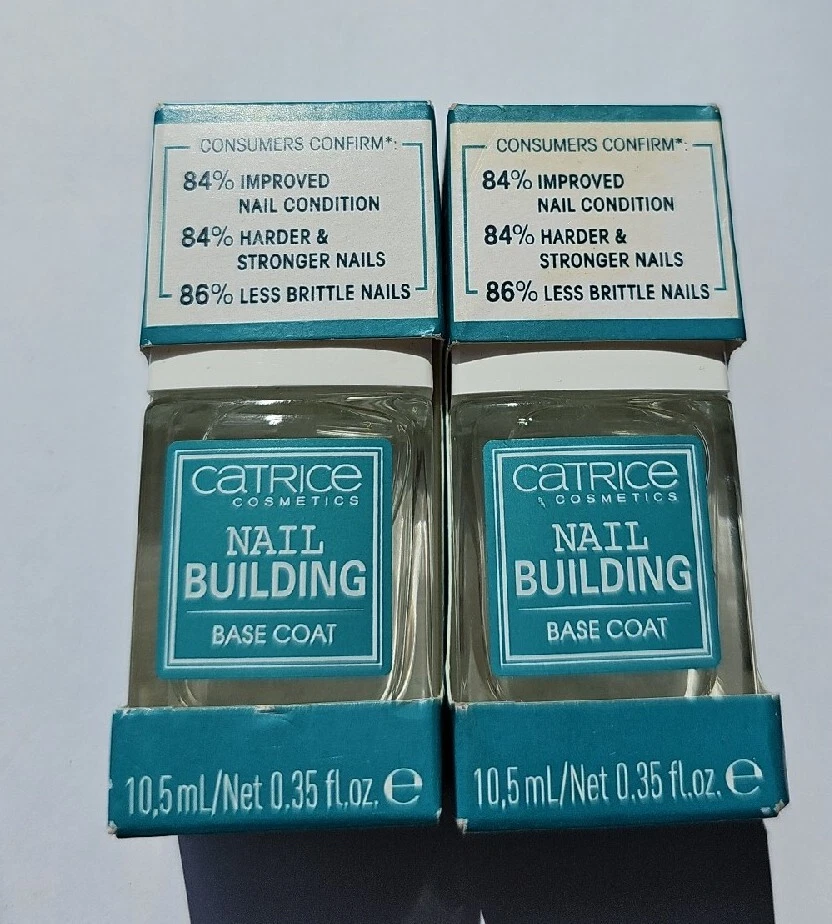 CONSUMERS CONFIRM*:
84% IMPROVED
NAIL CONDITION
84% HARDER &
STRONGER NAILS
86% LESS BRITTLE NAILS
CATRICE
COSMETICS
NAIL
BUILDING
BASE COAT
10,5 mL/Net 0.35 fl.oz. ℮
CONSUMERS CONFIRM*:
84% IMPROVED
NAIL CONDITION
84% HARDER &
STRONGER NAILS
86% LESS BRITTLE NAILS
CATRICE
COSMETICS
NAIL
BUILDING
BASE COAT
10,5 mL/Net 0.35 fl.oz. ℮